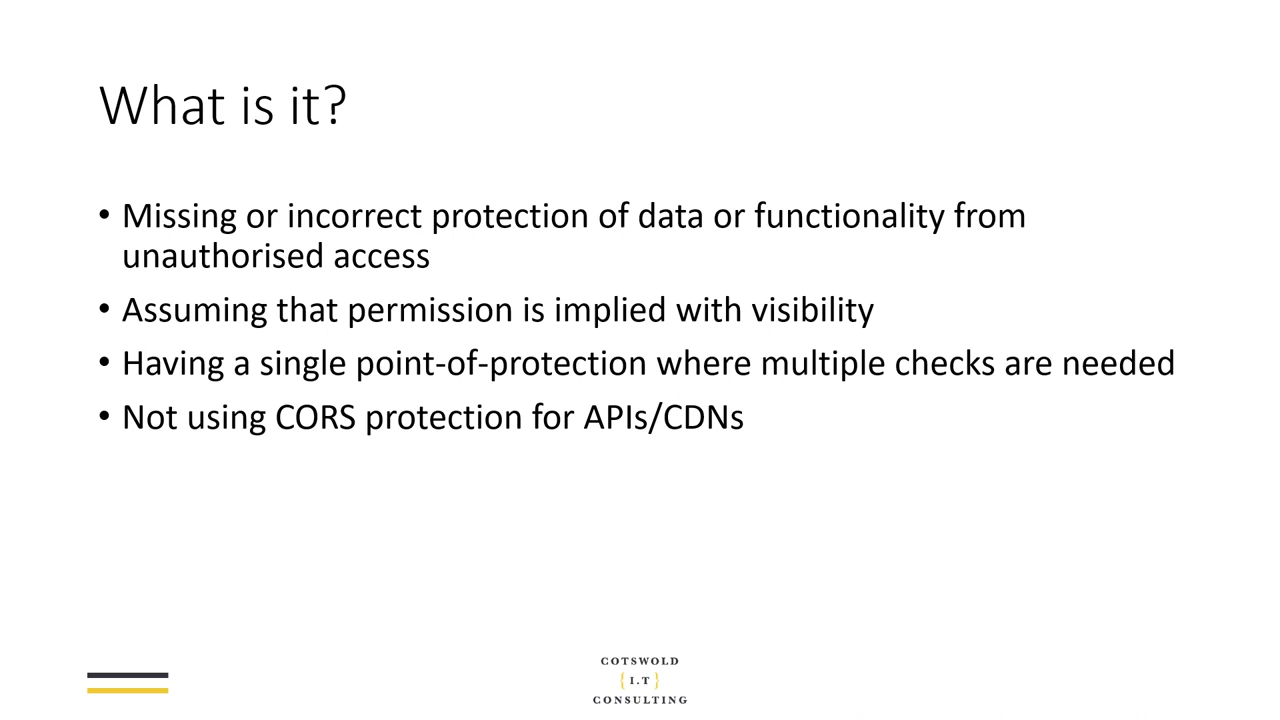 What is it?
• Missing or incorrect protection of data or functionality from
unauthorised access
• Assuming that permission is implied with visibility
• Having a single point-of-protection where multiple checks are needed
• Not using CORS protection for APIs/CDNs
COTSWOLD
{ I.T }
CONSULTING